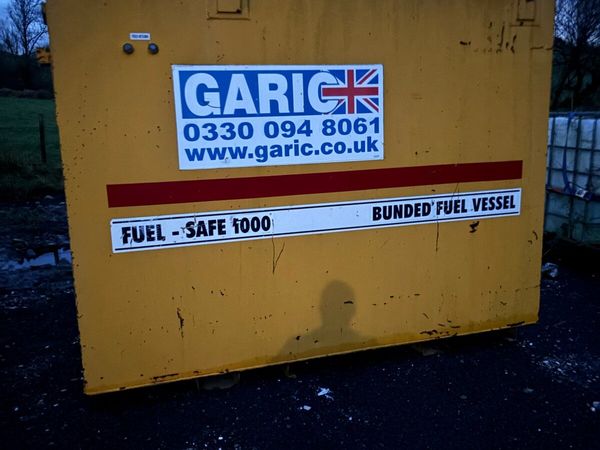 GARIC
0330 094 8061
www.garic.co.uk
FUEL - SAFE 1000 BUNDED FUEL VESSEL